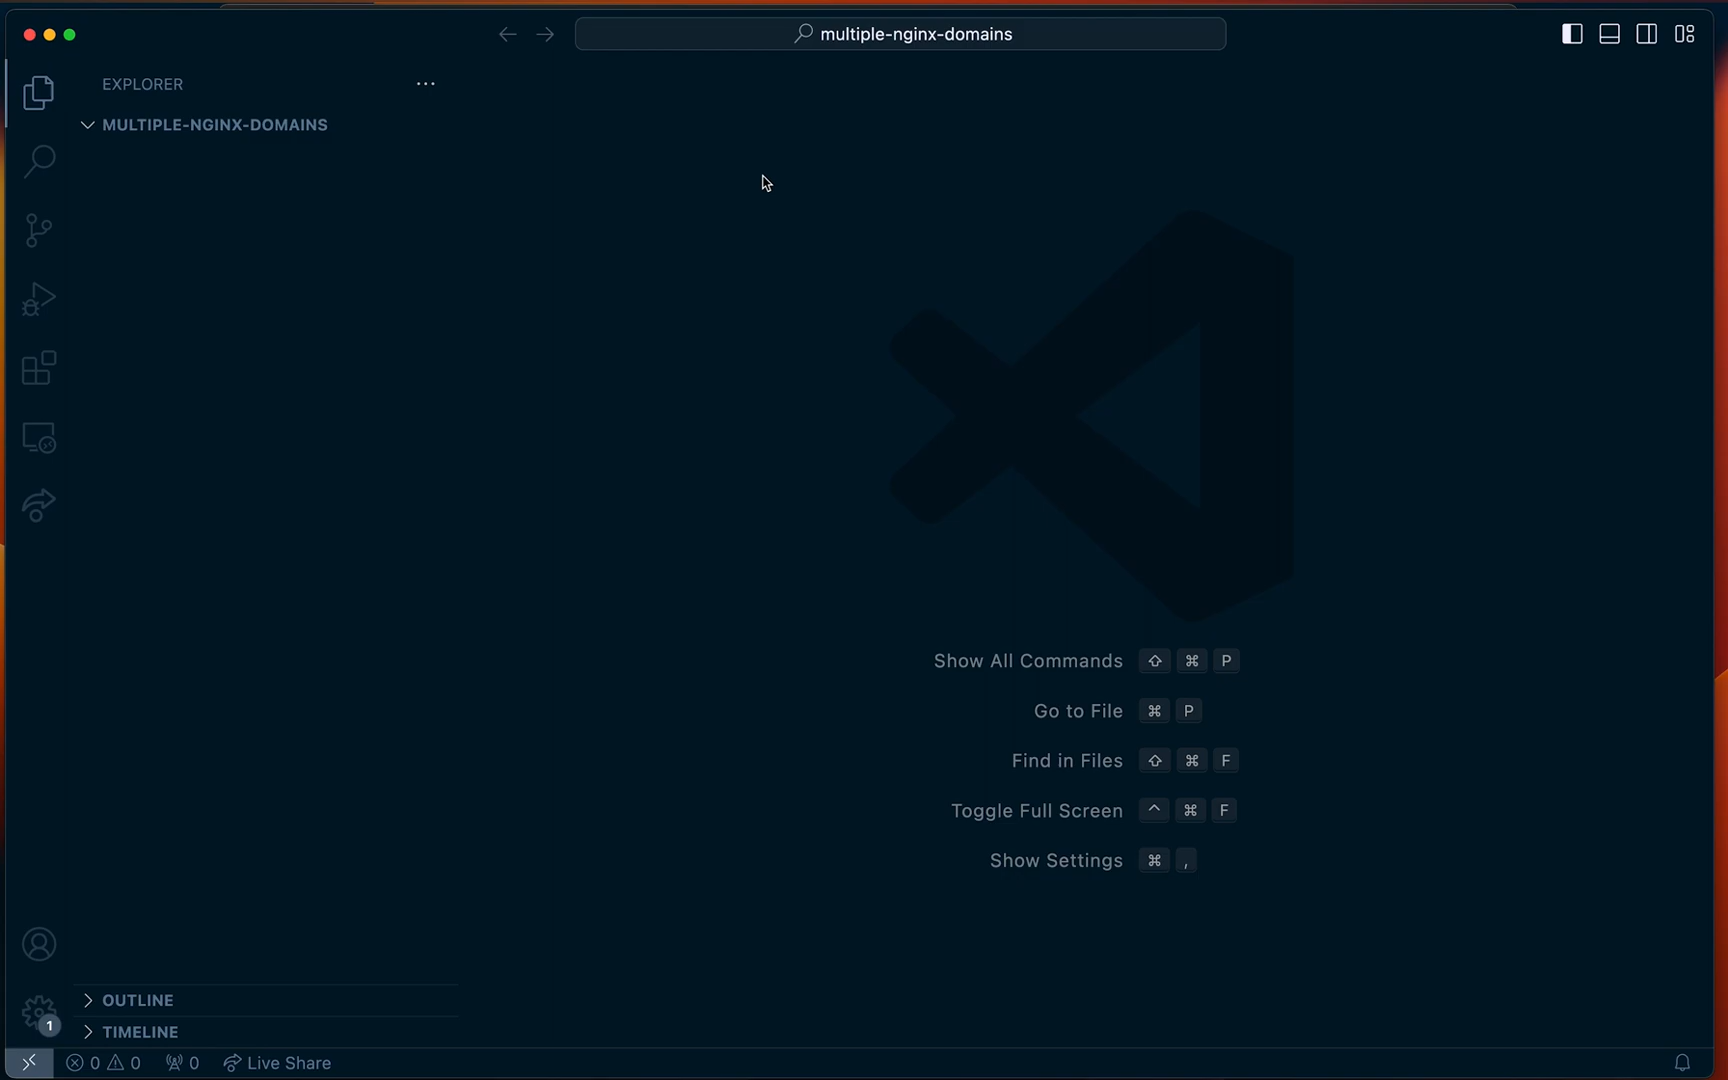 multiple-nginx-domains
EXPLORER
MULTIPLE-NGINX-DOMAINS
Show All Commands ⇧ ⌘ P
Go to File ⌘ P
Find in Files ⇧ ⌘ F
Toggle Full Screen ^ ⌘ F
Show Settings ⌘ ,
OUTLINE
1
TIMELINE
0 0 0 Live Share